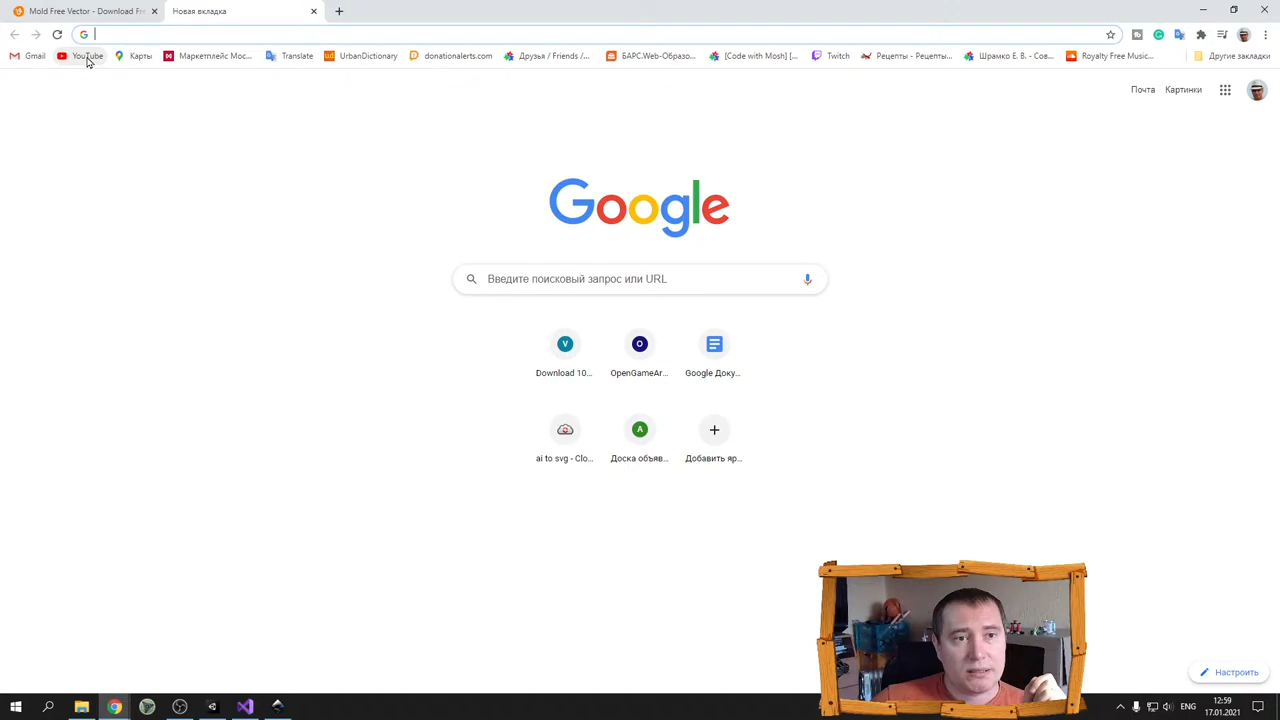 Mold Free Vector - Download Fr
Новая вкладка
Gmail
YouTube
Карты
Маркетплейс Мос...
Translate
UrbanDictionary
donationalerts.com
Друзья / Friends /...
БАРС.Web-Образо...
[Code with Mosh] [...
Twitch
Рецепты - Рецепты...
Шрамко Е. В. - Сов...
Royalty Free Music...
Другие закладки
Почта
Картинки
Google
Введите поисковый запрос или URL
V
O
Download 10...
OpenGameAr...
Google Доку...
A
ai to svg - Clo...
Доска объяв...
Добавить яр...
Настроить
ENG
12:59
17.01.2021